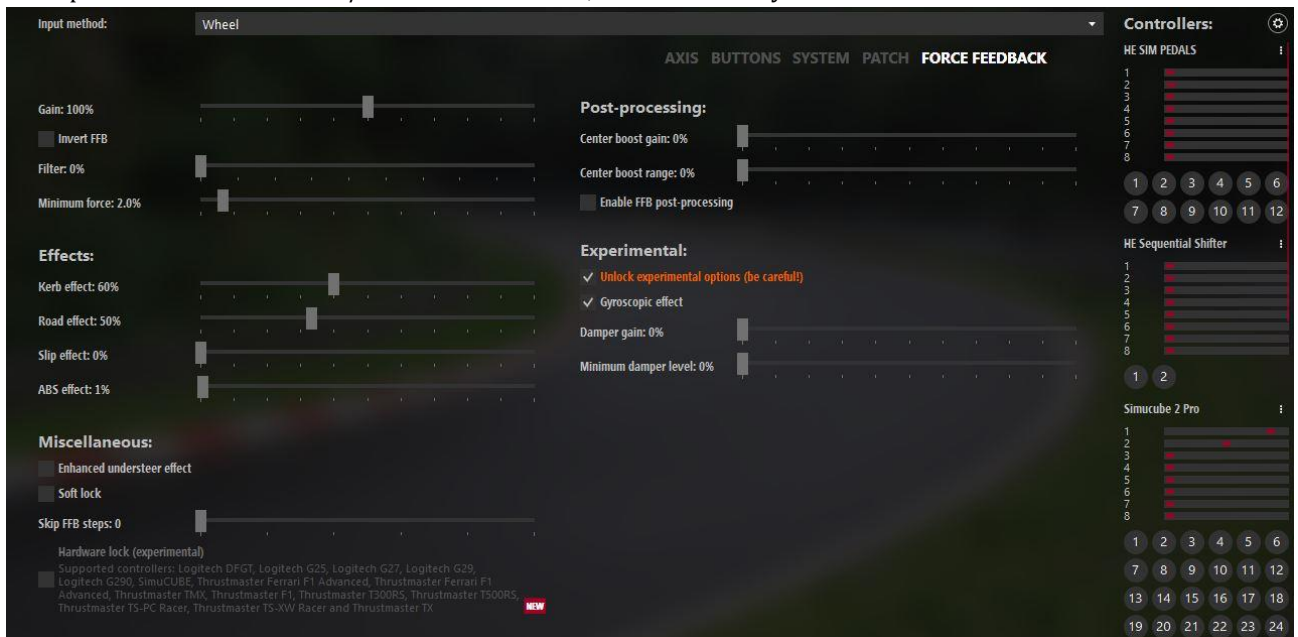 Input method:
Wheel
AXIS BUTTONS SYSTEM PATCH FORCE FEEDBACK
Gain: 100%
Invert FFB
Filter: 0%
Minimum force: 2.0%
Effects:
Kerb effect: 60%
Road effect: 50%
Slip effect: 0%
ABS effect: 1%
Miscellaneous:
Enhanced understeer effect
Soft lock
Skip FFB steps: 0
Hardware lock (experimental)
Supported controllers: Logitech DFGT, Logitech G25, Logitech G27, Logitech G29,
Logitech G290, SimuCUBE, Thrustmaster Ferrari F1 Advanced, Thrustmaster Ferrari F1
Advanced, Thrustmaster TMX, Thrustmaster F1, Thrustmaster T300RS, Thrustmaster T500RS,
Thrustmaster TS-PC Racer, Thrustmaster TS-XW Racer and Thrustmaster TX
NEW
Post-processing:
Center boost gain: 0%
Center boost range: 0%
Enable FFB post-processing
Experimental:
Unlock experimental options (be careful!)
Gyroscopic effect
Damper gain: 0%
Minimum damper level: 0%
Controllers:
HE SIM PEDALS
1
2
3
4
5
6
7
8
1 2 3 4 5 6
7 8 9 10 11 12
HE Sequential Shifter
1
2
3
4
5
6
7
8
1 2
Simucube 2 Pro
1
2
3
4
5
6
7
8
1 2 3 4 5 6
7 8 9 10 11 12
13 14 15 16 17 18
19 20 21 22 23 24